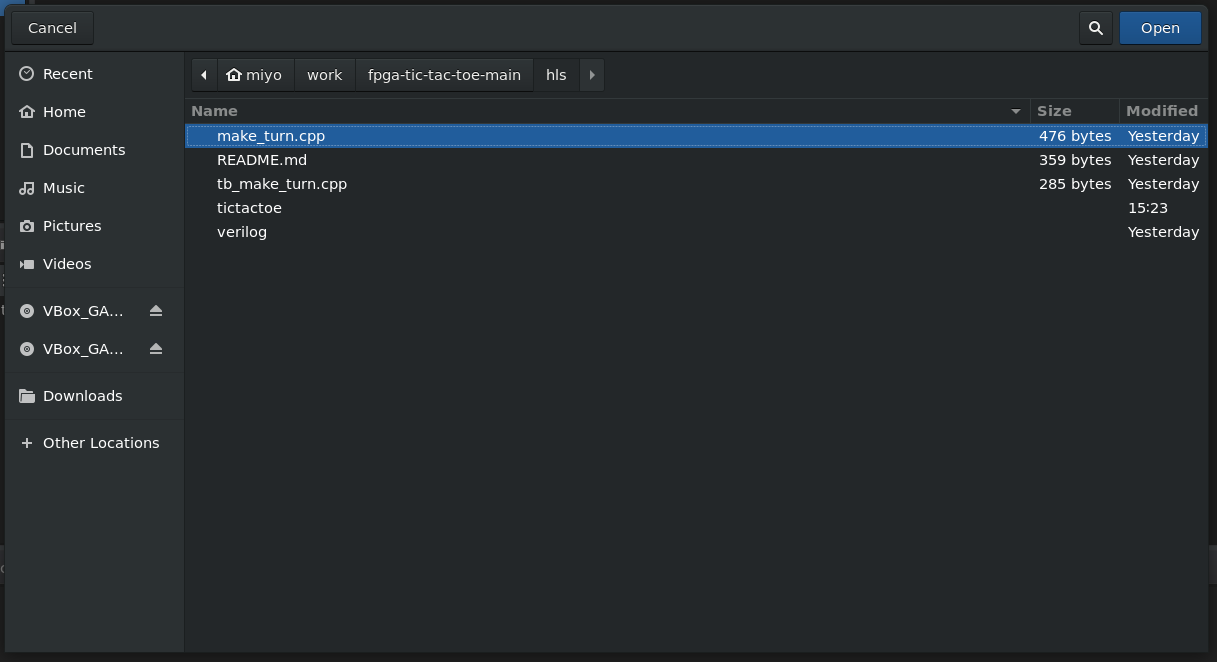 Cancel
Open
Recent
Home
Documents
Music
Pictures
Videos
VBox_GA...
VBox_GA...
Downloads
Other Locations
miyo work fpga-tic-tac-toe-main hls
Name Size Modified
make_turn.cpp 476 bytes Yesterday
README.md 359 bytes Yesterday
tb_make_turn.cpp 285 bytes Yesterday
tictactoe 15:23
verilog Yesterday